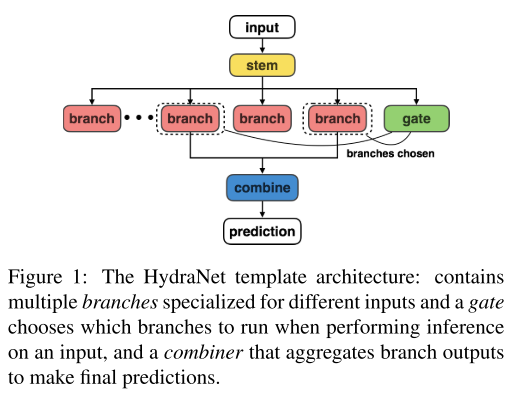 input
stem
branch ••• branch branch branch gate
branches chosen
combine
prediction
Figure 1: The HydraNet template architecture: contains
multiple branches specialized for different inputs and a gate
chooses which branches to run when performing inference
on an input, and a combiner that aggregates branch outputs
to make final predictions.